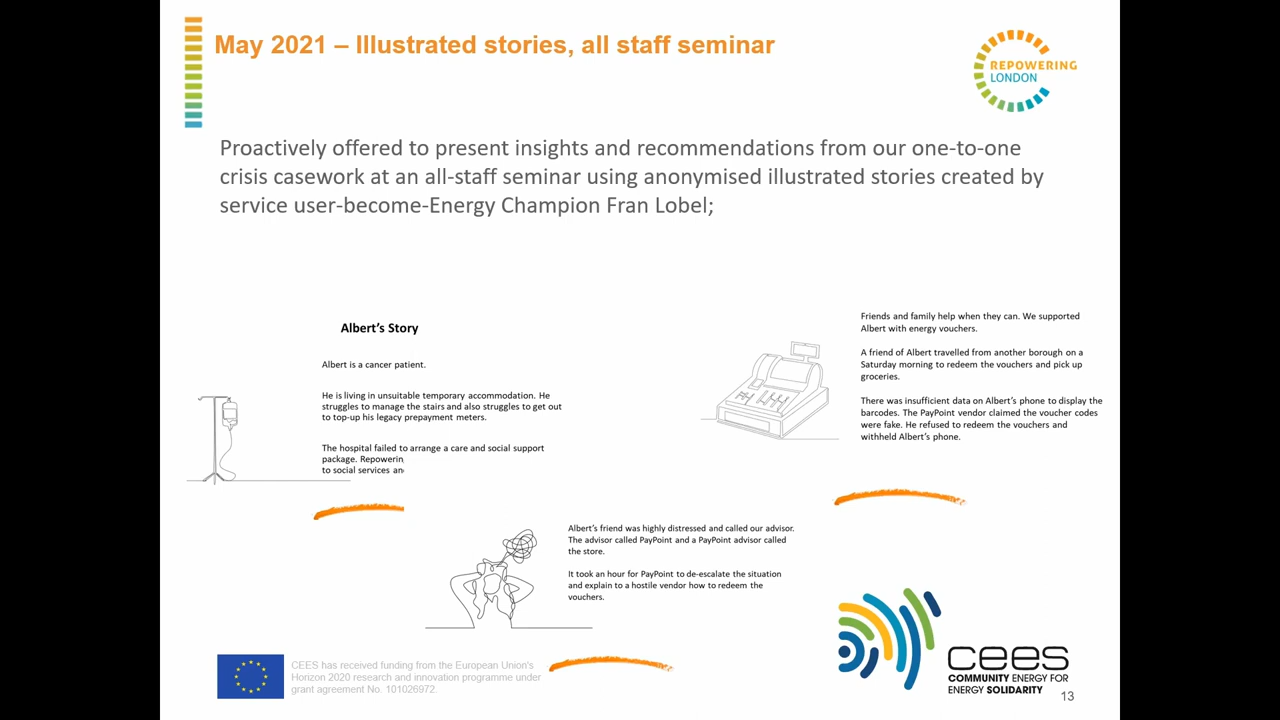 May 2021 – Illustrated stories, all staff seminar
REPOWERING
LONDON
Proactively offered to present insights and recommendations from our one-to-one
crisis casework at an all-staff seminar using anonymised illustrated stories created by
service user-become-Energy Champion Fran Lobel;
Albert’s Story
Albert is a cancer patient.
He is living in unsuitable temporary accommodation. He
struggles to manage the stairs and also struggles to get out
to top-up his legacy prepayment meters.
The hospital failed to arrange a care and social support
package. Repowerin
to social services an
Friends and family help when they can. We supported
Albert with energy vouchers.
A friend of Albert travelled from another borough on a
Saturday morning to redeem the vouchers and pick up
groceries.
There was insufficient data on Albert’s phone to display the
barcodes. The PayPoint vendor claimed the voucher codes
were fake. He refused to redeem the vouchers and
withheld Albert’s phone.
Albert’s friend was highly distressed and called our advisor.
The advisor called PayPoint and a PayPoint advisor called
the store.
It took an hour for PayPoint to de-escalate the situation
and explain to a hostile vendor how to redeem the
vouchers.
CEES has received funding from the European Union's
Horizon 2020 research and innovation programme under
grant agreement No. 101026972.
cees
COMMUNITY ENERGY FOR
ENERGY SOLIDARITY
13